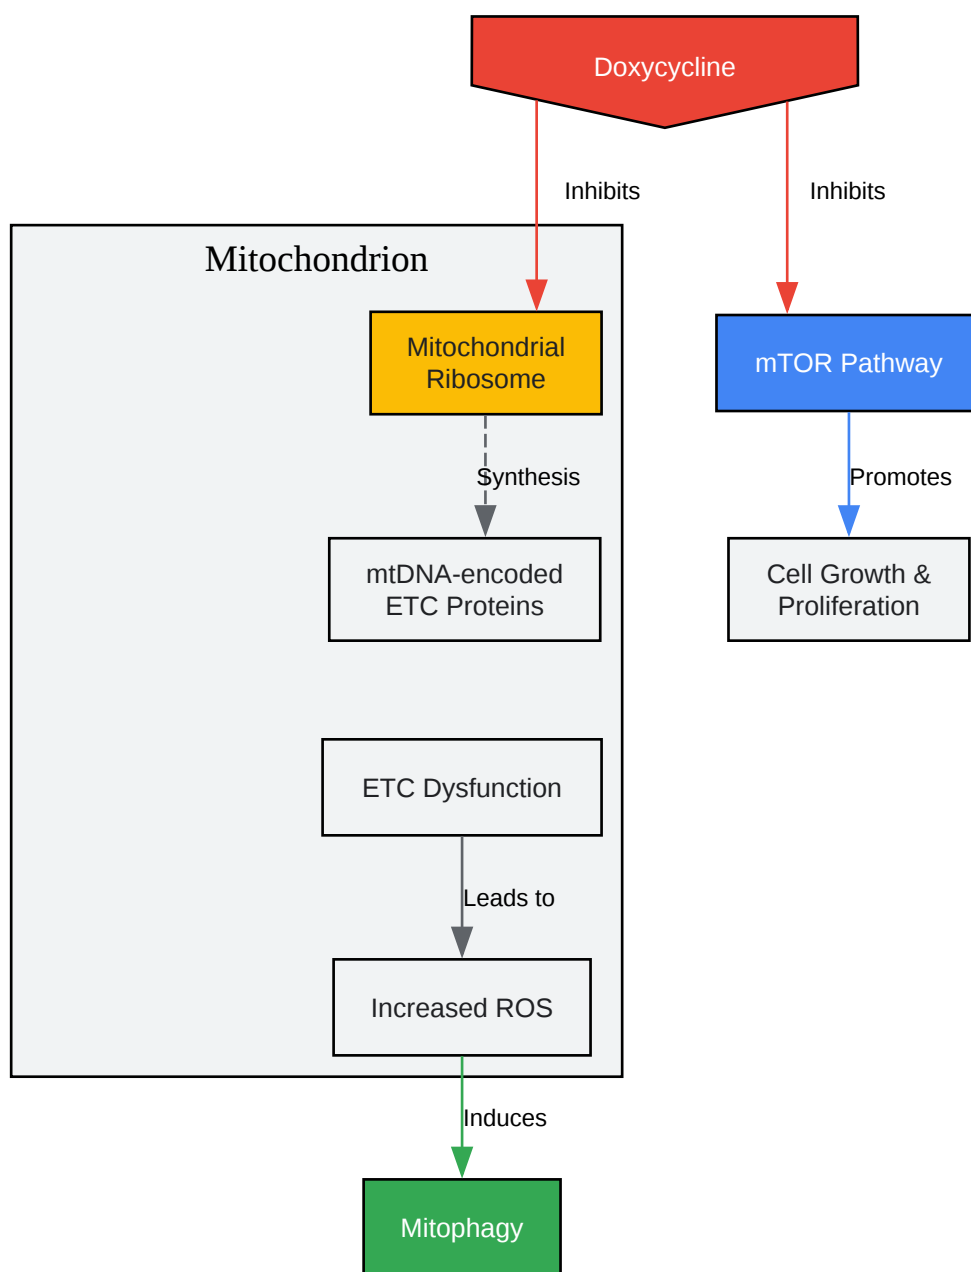 Doxycycline
Inhibits
Inhibits
Mitochondrion
Mitochondrial
Ribosome
mTOR Pathway
Synthesis
Promotes
mtDNA-encoded
ETC Proteins
Cell Growth &
Proliferation
ETC Dysfunction
Leads to
Increased ROS
Induces
Mitophagy